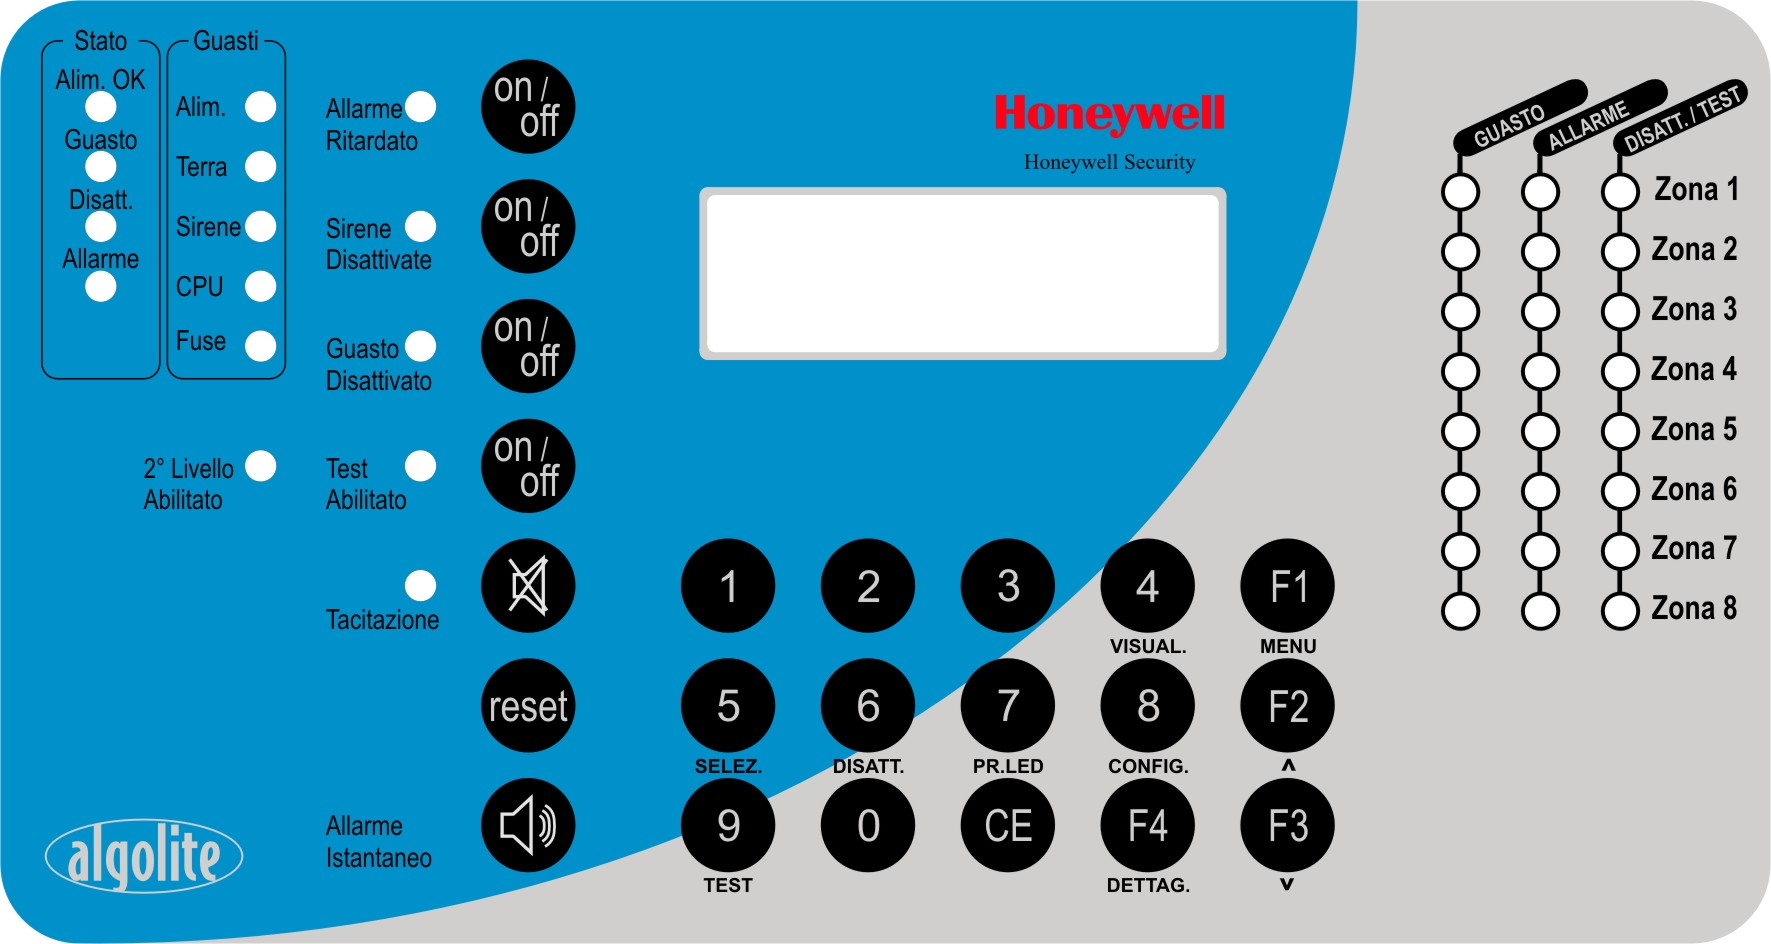 Stato
Alim. OK
Guasto
Disatt.
Allarme
Guasti
Alim.
Terra
Sirene
CPU
Fuse
2° Livello
Abilitato
Allarme
Ritardato
on /
off
Sirene
Disattivate
on /
off
Guasto
Disattivato
on /
off
Test
Abilitato
on /
off
Tacitazione
reset
Allarme
Istantaneo
algolite
Honeywell
Honeywell Security
1 2 3 4 F1
VISUAL. MENU
5 6 7 8 F2
SELEZ. DISATT. PR.LED CONFIG. ʌ
9 0 CE F4 F3
TEST DETTAG. v
GUASTO ALLARME DISATT. / TEST
Zona 1
Zona 2
Zona 3
Zona 4
Zona 5
Zona 6
Zona 7
Zona 8